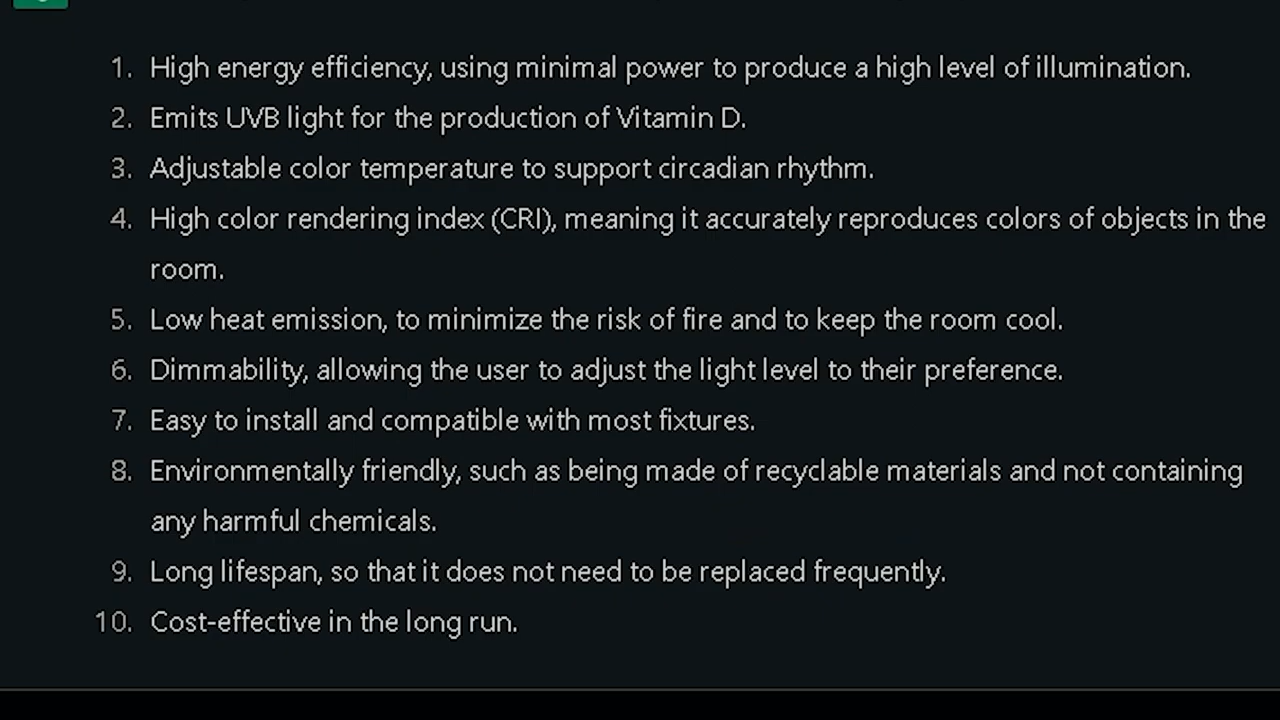 1. High energy efficiency, using minimal power to produce a high level of illumination.
2. Emits UVB light for the production of Vitamin D.
3. Adjustable color temperature to support circadian rhythm.
4. High color rendering index (CRI), meaning it accurately reproduces colors of objects in the
room.
5. Low heat emission, to minimize the risk of fire and to keep the room cool.
6. Dimmability, allowing the user to adjust the light level to their preference.
7. Easy to install and compatible with most fixtures.
8. Environmentally friendly, such as being made of recyclable materials and not containing
any harmful chemicals.
9. Long lifespan, so that it does not need to be replaced frequently.
10. Cost-effective in the long run.